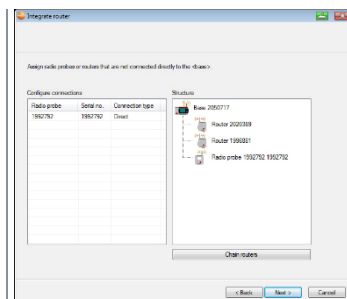 Integrate router
Assign radio probes or routers that are not connected directly to the <base>.
Configure connections
Structure
Radio probe Serial no. Connection type
1992792 1992792 Direct
Base 2050717
Router 2020388
Router 1996881
Radio probe 1992792 1992792
Chain routers
< Back
Next >
Cancel